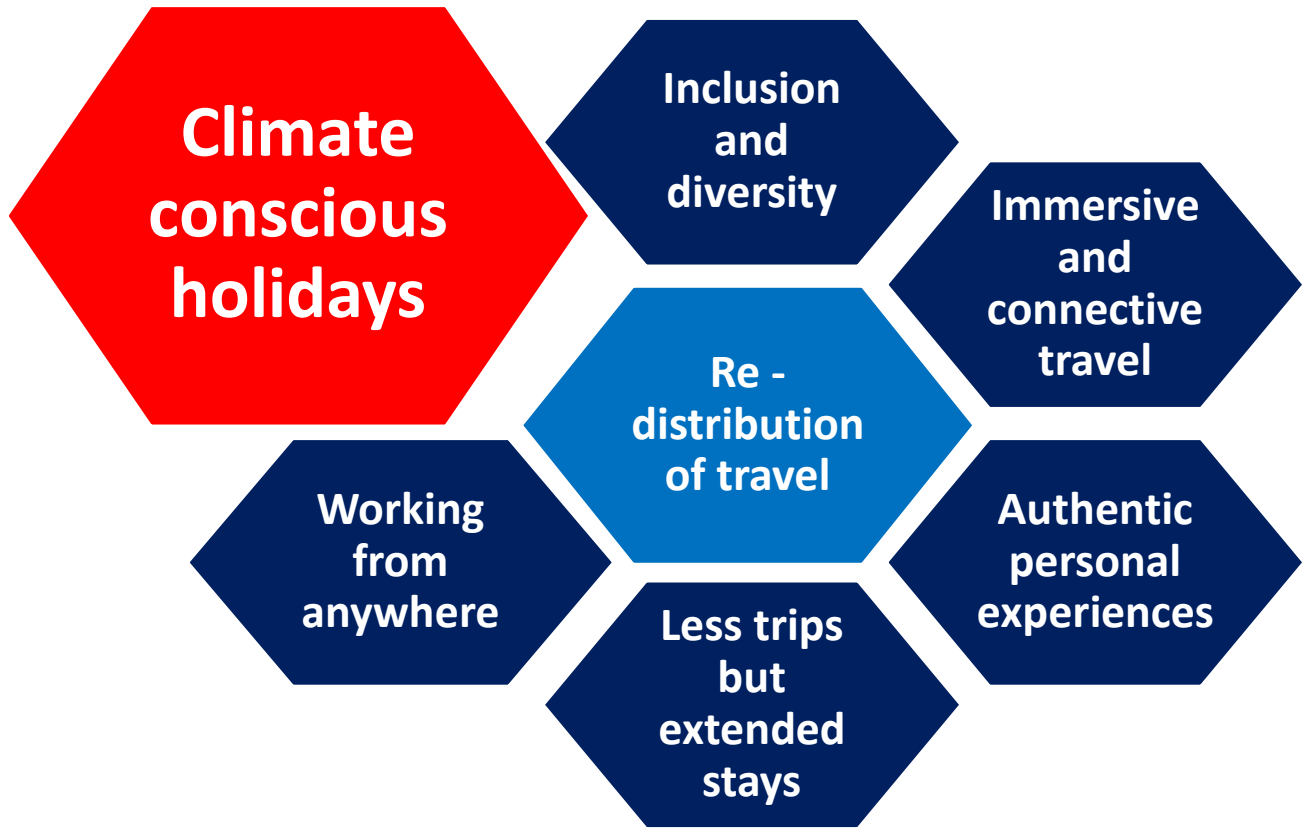 Climate
conscious
holidays
Inclusion
and
diversity
Immersive
and
connective
travel
Re -
distribution
of travel
Working
from
anywhere
Authentic
personal
experiences
Less trips
but
extended
stays